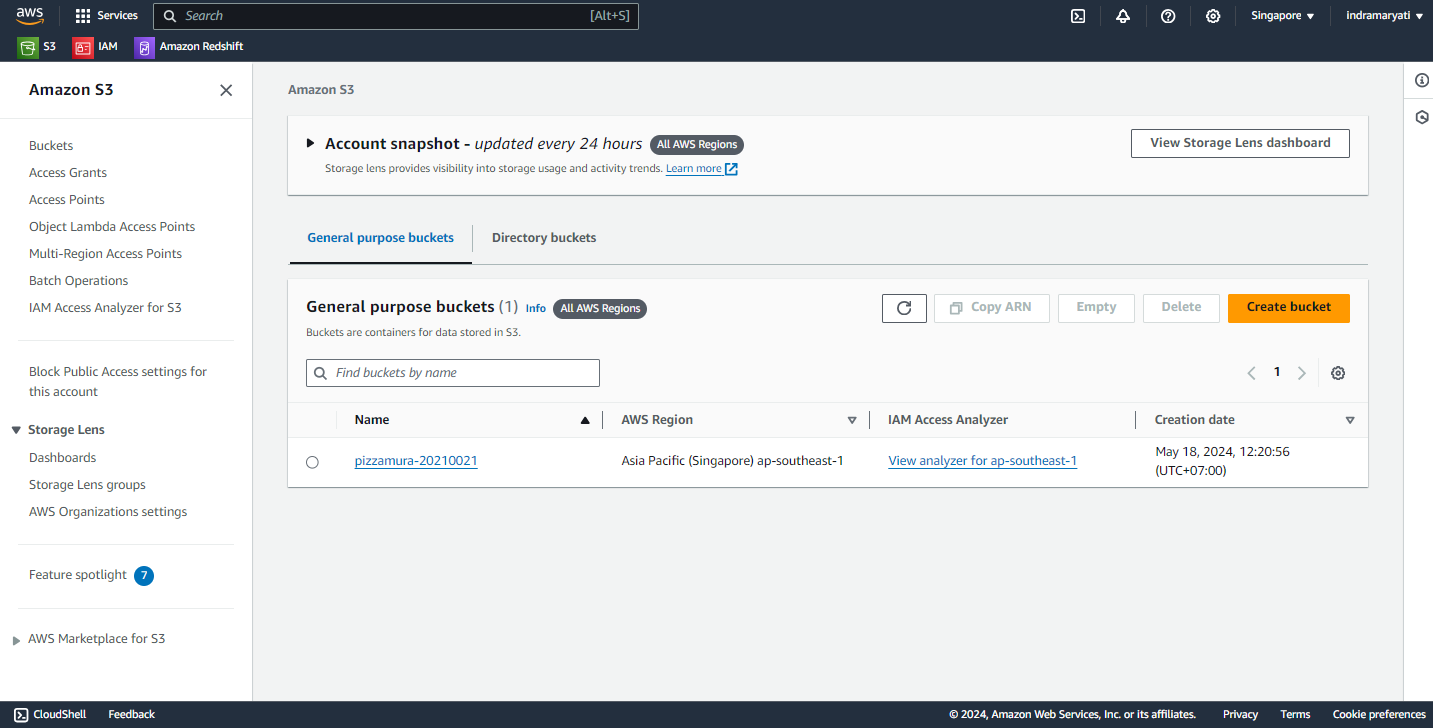 aws
Services
Search [Alt+S]
Singapore
indramaryati
S3
IAM
Amazon Redshift
Amazon S3
Buckets
Access Grants
Access Points
Object Lambda Access Points
Multi-Region Access Points
Batch Operations
IAM Access Analyzer for S3
Block Public Access settings for
this account
Storage Lens
Dashboards
Storage Lens groups
AWS Organizations settings
Feature spotlight 7
AWS Marketplace for S3
Amazon S3
Account snapshot - updated every 24 hours All AWS Regions
Storage lens provides visibility into storage usage and activity trends. Learn more
View Storage Lens dashboard
General purpose buckets
Directory buckets
General purpose buckets (1) Info All AWS Regions
Buckets are containers for data stored in S3.
Copy ARN
Empty
Delete
Create bucket
Find buckets by name
1
Name AWS Region IAM Access Analyzer Creation date
pizzamura-20210021 Asia Pacific (Singapore) ap-southeast-1 View analyzer for ap-southeast-1 May 18, 2024, 12:20:56
(UTC+07:00)
CloudShell Feedback © 2024, Amazon Web Services, Inc. or its affiliates. Privacy Terms Cookie preferences